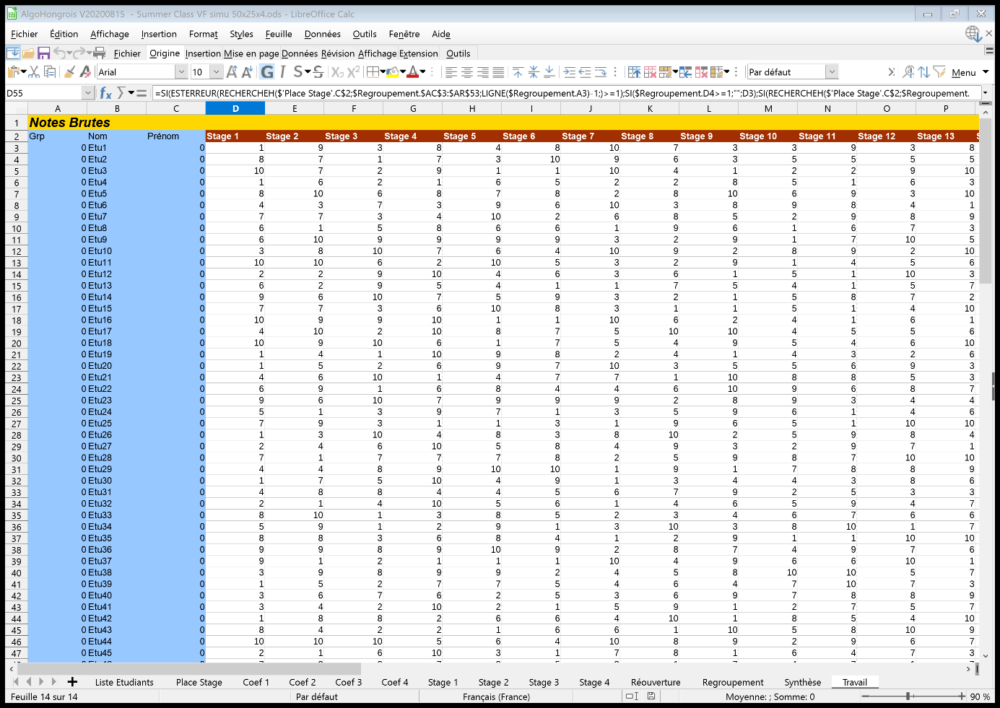 AlgoHongrois V20200815 - Summer Class VF simu 50x25x4.ods - LibreOffice Calc
Fichier Édition Affichage Insertion Format Styles Feuille Données Outils Fenêtre Aide
Fichier Origine Insertion Mise en page Données Révision Affichage Extension Outils
Arial 10 G I S S X₂ X² Par défaut Menu
D55 =SI(ESTERREUR(RECHERCHEH($'Place Stage'.C$2;$Regroupement.$AC$3:$AR$53;LIGNE($Regroupement.A3)-1;)>=1);SI($Regroupement.D4>=1;"";D3);SI(RECHERCHEH($'Place Stage'.C$2;$Regroupement.
A B C D E F G H I J K L M N O P
1 Notes Brutes
2 Grp Nom Prénom Stage 1 Stage 2 Stage 3 Stage 4 Stage 5 Stage 6 Stage 7 Stage 8 Stage 9 Stage 10 Stage 11 Stage 12 Stage 13
3 0 Etu1 0 1 9 3 8 4 8 10 7 3 3 9 3 8
4 0 Etu2 0 8 7 1 7 3 10 9 6 3 5 5 5 5
5 0 Etu3 0 10 7 2 9 1 1 10 4 1 2 2 9 10
6 0 Etu4 0 1 6 2 1 6 5 2 2 8 5 1 6 3
7 0 Etu5 0 8 10 6 8 7 8 2 8 10 6 9 3 10
8 0 Etu6 0 4 3 7 3 9 6 10 3 8 9 8 4 1
9 0 Etu7 0 7 7 3 4 10 2 6 8 5 2 9 8 9
10 0 Etu8 0 6 1 5 8 6 6 1 9 6 1 6 7 3
11 0 Etu9 0 6 10 9 9 9 9 3 2 9 1 7 10 5
12 0 Etu10 0 3 8 10 7 6 4 10 9 2 8 9 2 10
13 0 Etu11 0 10 10 6 2 10 5 3 2 9 1 4 5 6
14 0 Etu12 0 2 2 9 10 4 6 3 6 1 5 1 10 3
15 0 Etu13 0 6 2 9 5 4 1 1 7 5 4 1 5 7
16 0 Etu14 0 9 6 10 7 5 9 3 2 1 5 8 7 2
17 0 Etu15 0 7 7 3 6 10 8 3 1 1 5 1 4 10
18 0 Etu16 0 10 9 9 10 1 1 10 6 2 4 1 6 1
19 0 Etu17 0 4 10 2 10 8 7 5 10 10 4 5 5 6
20 0 Etu18 0 10 9 10 6 1 7 5 4 9 5 4 6 10
21 0 Etu19 0 1 4 1 10 9 8 2 4 1 4 3 2 6
22 0 Etu20 0 1 5 2 6 9 7 10 3 5 5 6 9 3
23 0 Etu21 0 4 6 10 1 4 7 7 1 10 8 8 5 3
24 0 Etu22 0 6 9 1 6 8 4 4 6 10 9 6 8 7
25 0 Etu23 0 9 6 10 7 9 9 9 2 8 9 3 4 4
26 0 Etu24 0 5 1 3 9 7 1 3 5 9 6 1 4 6
27 0 Etu25 0 7 9 3 1 1 3 1 9 6 5 1 10 10
28 0 Etu26 0 1 3 10 4 8 3 8 10 2 5 9 8 4
29 0 Etu27 0 2 4 6 10 5 8 4 9 3 2 9 7 1
30 0 Etu28 0 7 1 7 7 7 8 2 5 9 8 7 10 10
31 0 Etu29 0 4 4 8 9 10 10 1 9 1 7 8 8 9
32 0 Etu30 0 1 7 5 10 4 9 1 3 4 4 3 8 6
33 0 Etu31 0 4 8 8 4 4 5 6 7 9 2 5 3 3
34 0 Etu32 0 2 1 4 10 5 6 1 4 6 5 9 4 7
35 0 Etu33 0 8 10 1 3 8 5 2 3 4 6 7 6 6
36 0 Etu34 0 5 9 1 2 9 1 3 10 3 8 10 1 7
37 0 Etu35 0 8 8 3 6 8 4 1 2 9 1 1 10 10
38 0 Etu36 0 9 9 8 9 10 9 2 8 7 4 9 7 6
39 0 Etu37 0 9 1 2 1 1 1 10 4 9 6 6 10 1
40 0 Etu38 0 3 9 8 9 9 2 4 5 8 10 10 5 7
41 0 Etu39 0 1 5 2 7 7 5 4 6 4 7 10 7 3
42 0 Etu40 0 3 6 7 6 2 5 3 6 9 7 8 8 9
43 0 Etu41 0 3 4 2 10 2 1 5 9 1 2 7 5 7
44 0 Etu42 0 1 8 8 2 6 6 4 10 1 8 5 4 10
45 0 Etu43 0 8 4 2 2 1 6 6 1 10 5 8 10 9
46 0 Etu44 0 10 10 10 5 6 4 10 8 9 2 9 6 7
47 0 Etu45 0 2 1 6 10 3 1 7 8 1 6 4 7 3
Liste Etudiants Place Stage Coef 1 Coef 2 Coef 3 Coef 4 Stage 1 Stage 2 Stage 3 Stage 4 Réouverture Regroupement Synthèse Travail
Feuille 14 sur 14 Par défaut Français (France) Moyenne: ; Somme: 0 90 %